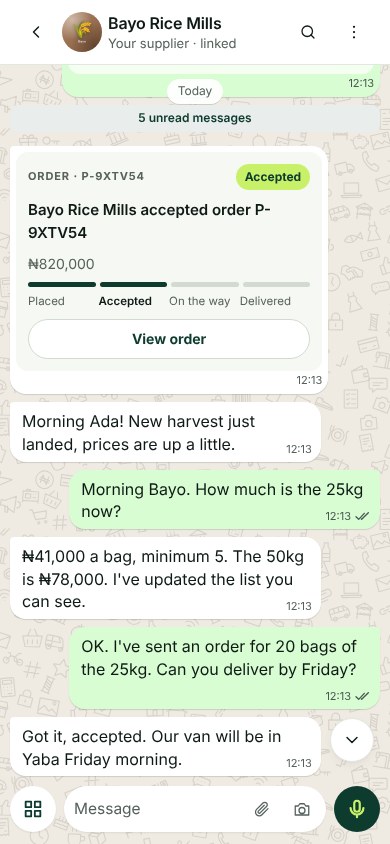 Bayo Rice Mills
Your supplier · linked
12:13
Today
5 unread messages
ORDER · P-9XTV54
Accepted
Bayo Rice Mills accepted order P-
9XTV54
₦820,000
Placed
Accepted
On the way
Delivered
View order
12:13
Morning Ada! New harvest just
landed, prices are up a little.
12:13
Morning Bayo. How much is the 25kg
now?
12:13
₦41,000 a bag, minimum 5. The 50kg
is ₦78,000. I've updated the list you
can see.
12:13
OK. I've sent an order for 20 bags of
the 25kg. Can you deliver by Friday?
12:13
Got it, accepted. Our van will be in
Yaba Friday morning.
12:13
Message